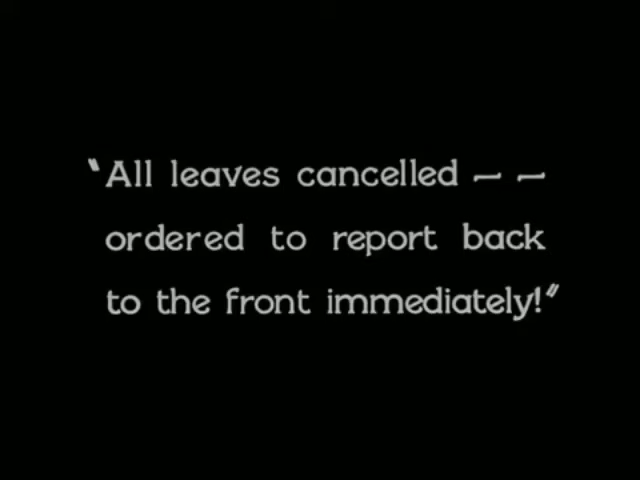 "All leaves cancelled — —
ordered to report back
to the front immediately!"